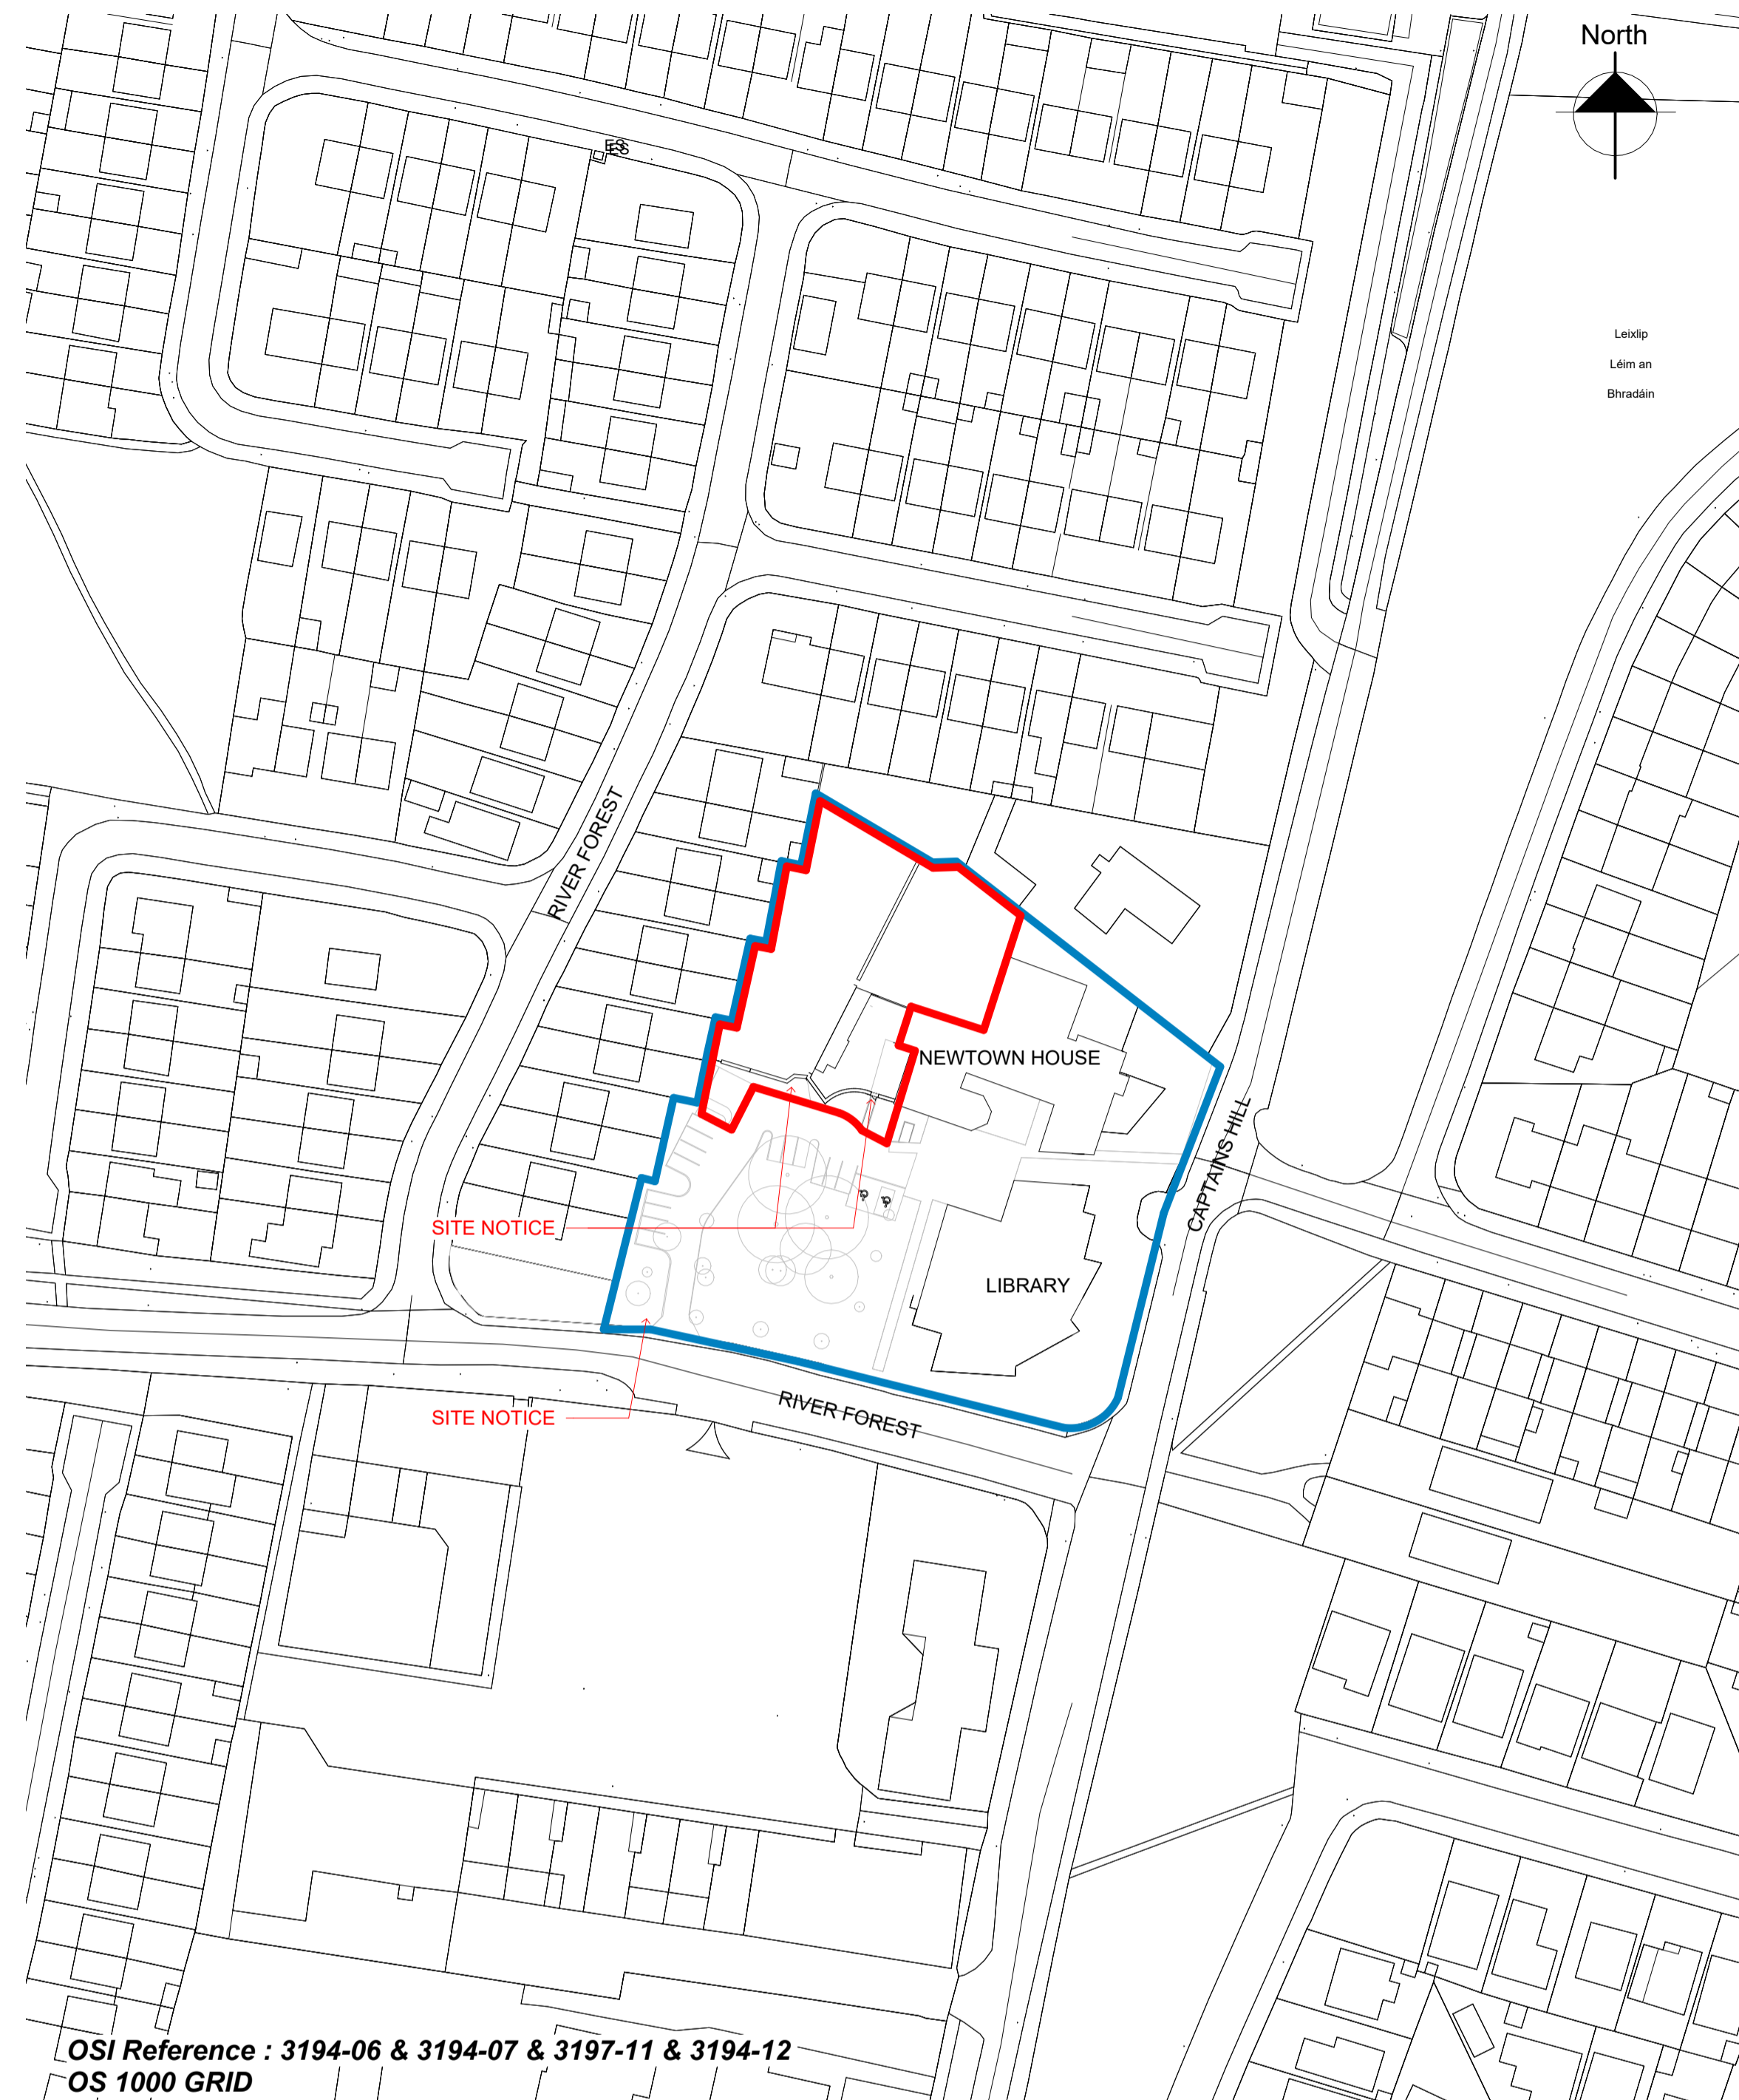 North
ES
ES
Leixlip
Léim an
Bhradáin
RIVER FOREST
NEWTOWN HOUSE
CAPTAINS HILL
SITE NOTICE
LIBRARY
SITE NOTICE
RIVER FOREST
OSI Reference : 3194-06 & 3194-07 & 3197-11 & 3194-12
OS 1000 GRID